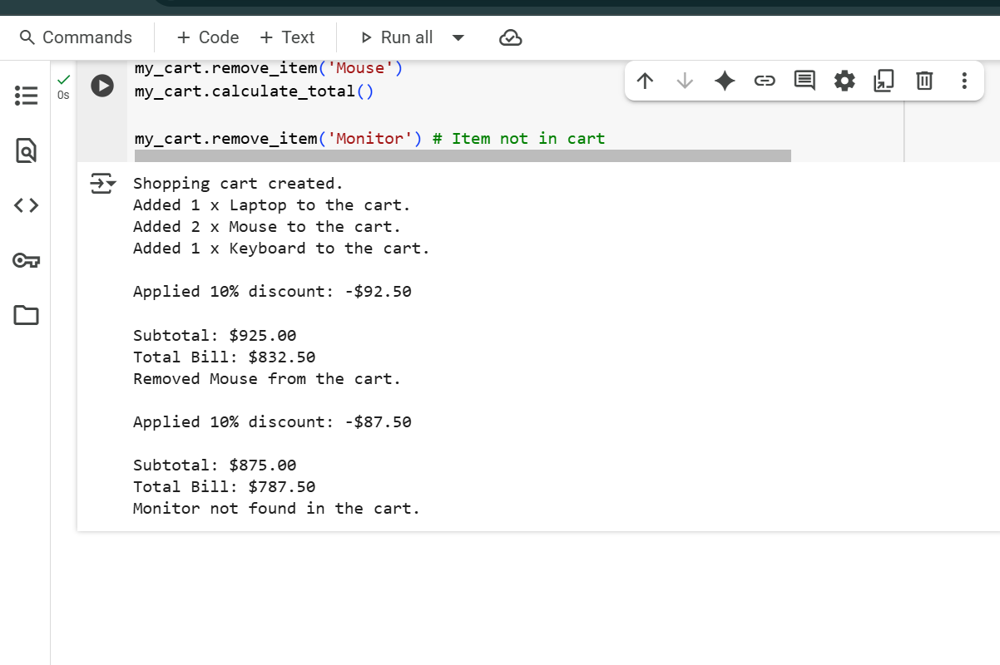 Commands + Code + Text Run all
my_cart.remove_item('Mouse')
0s
my_cart.calculate_total()
my_cart.remove_item('Monitor') # Item not in cart
Shopping cart created.
Added 1 x Laptop to the cart.
Added 2 x Mouse to the cart.
Added 1 x Keyboard to the cart.
Applied 10% discount: -$92.50
Subtotal: $925.00
Total Bill: $832.50
Removed Mouse from the cart.
Applied 10% discount: -$87.50
Subtotal: $875.00
Total Bill: $787.50
Monitor not found in the cart.